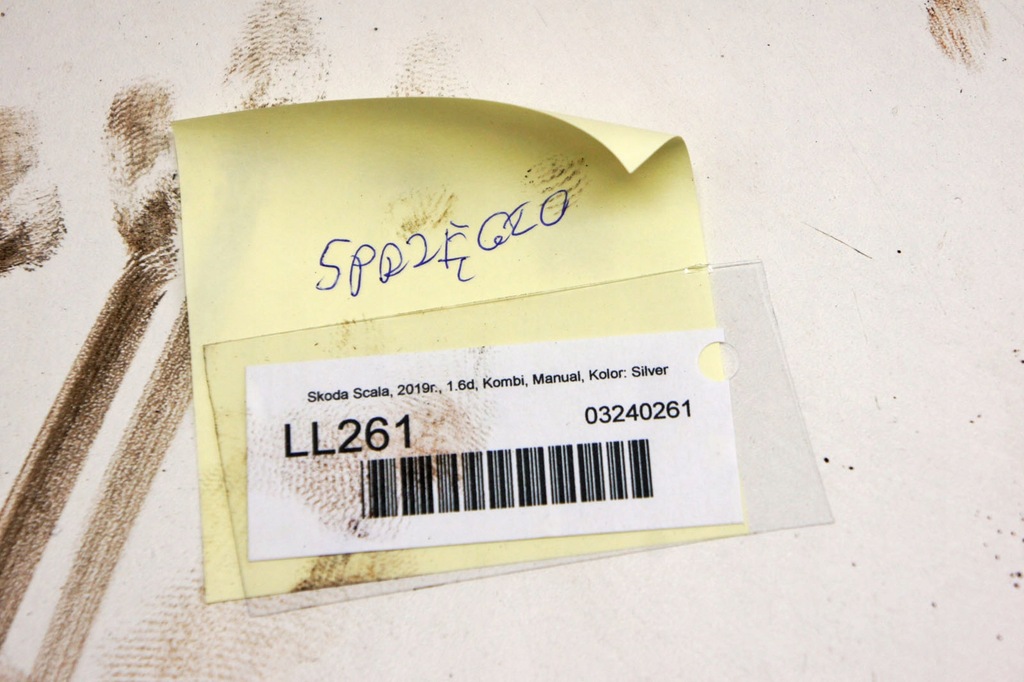 SPRZĘGŁO
Skoda Scala, 2019r., 1.6d, Kombi, Manual, Kolor: Silver
LL261
03240261